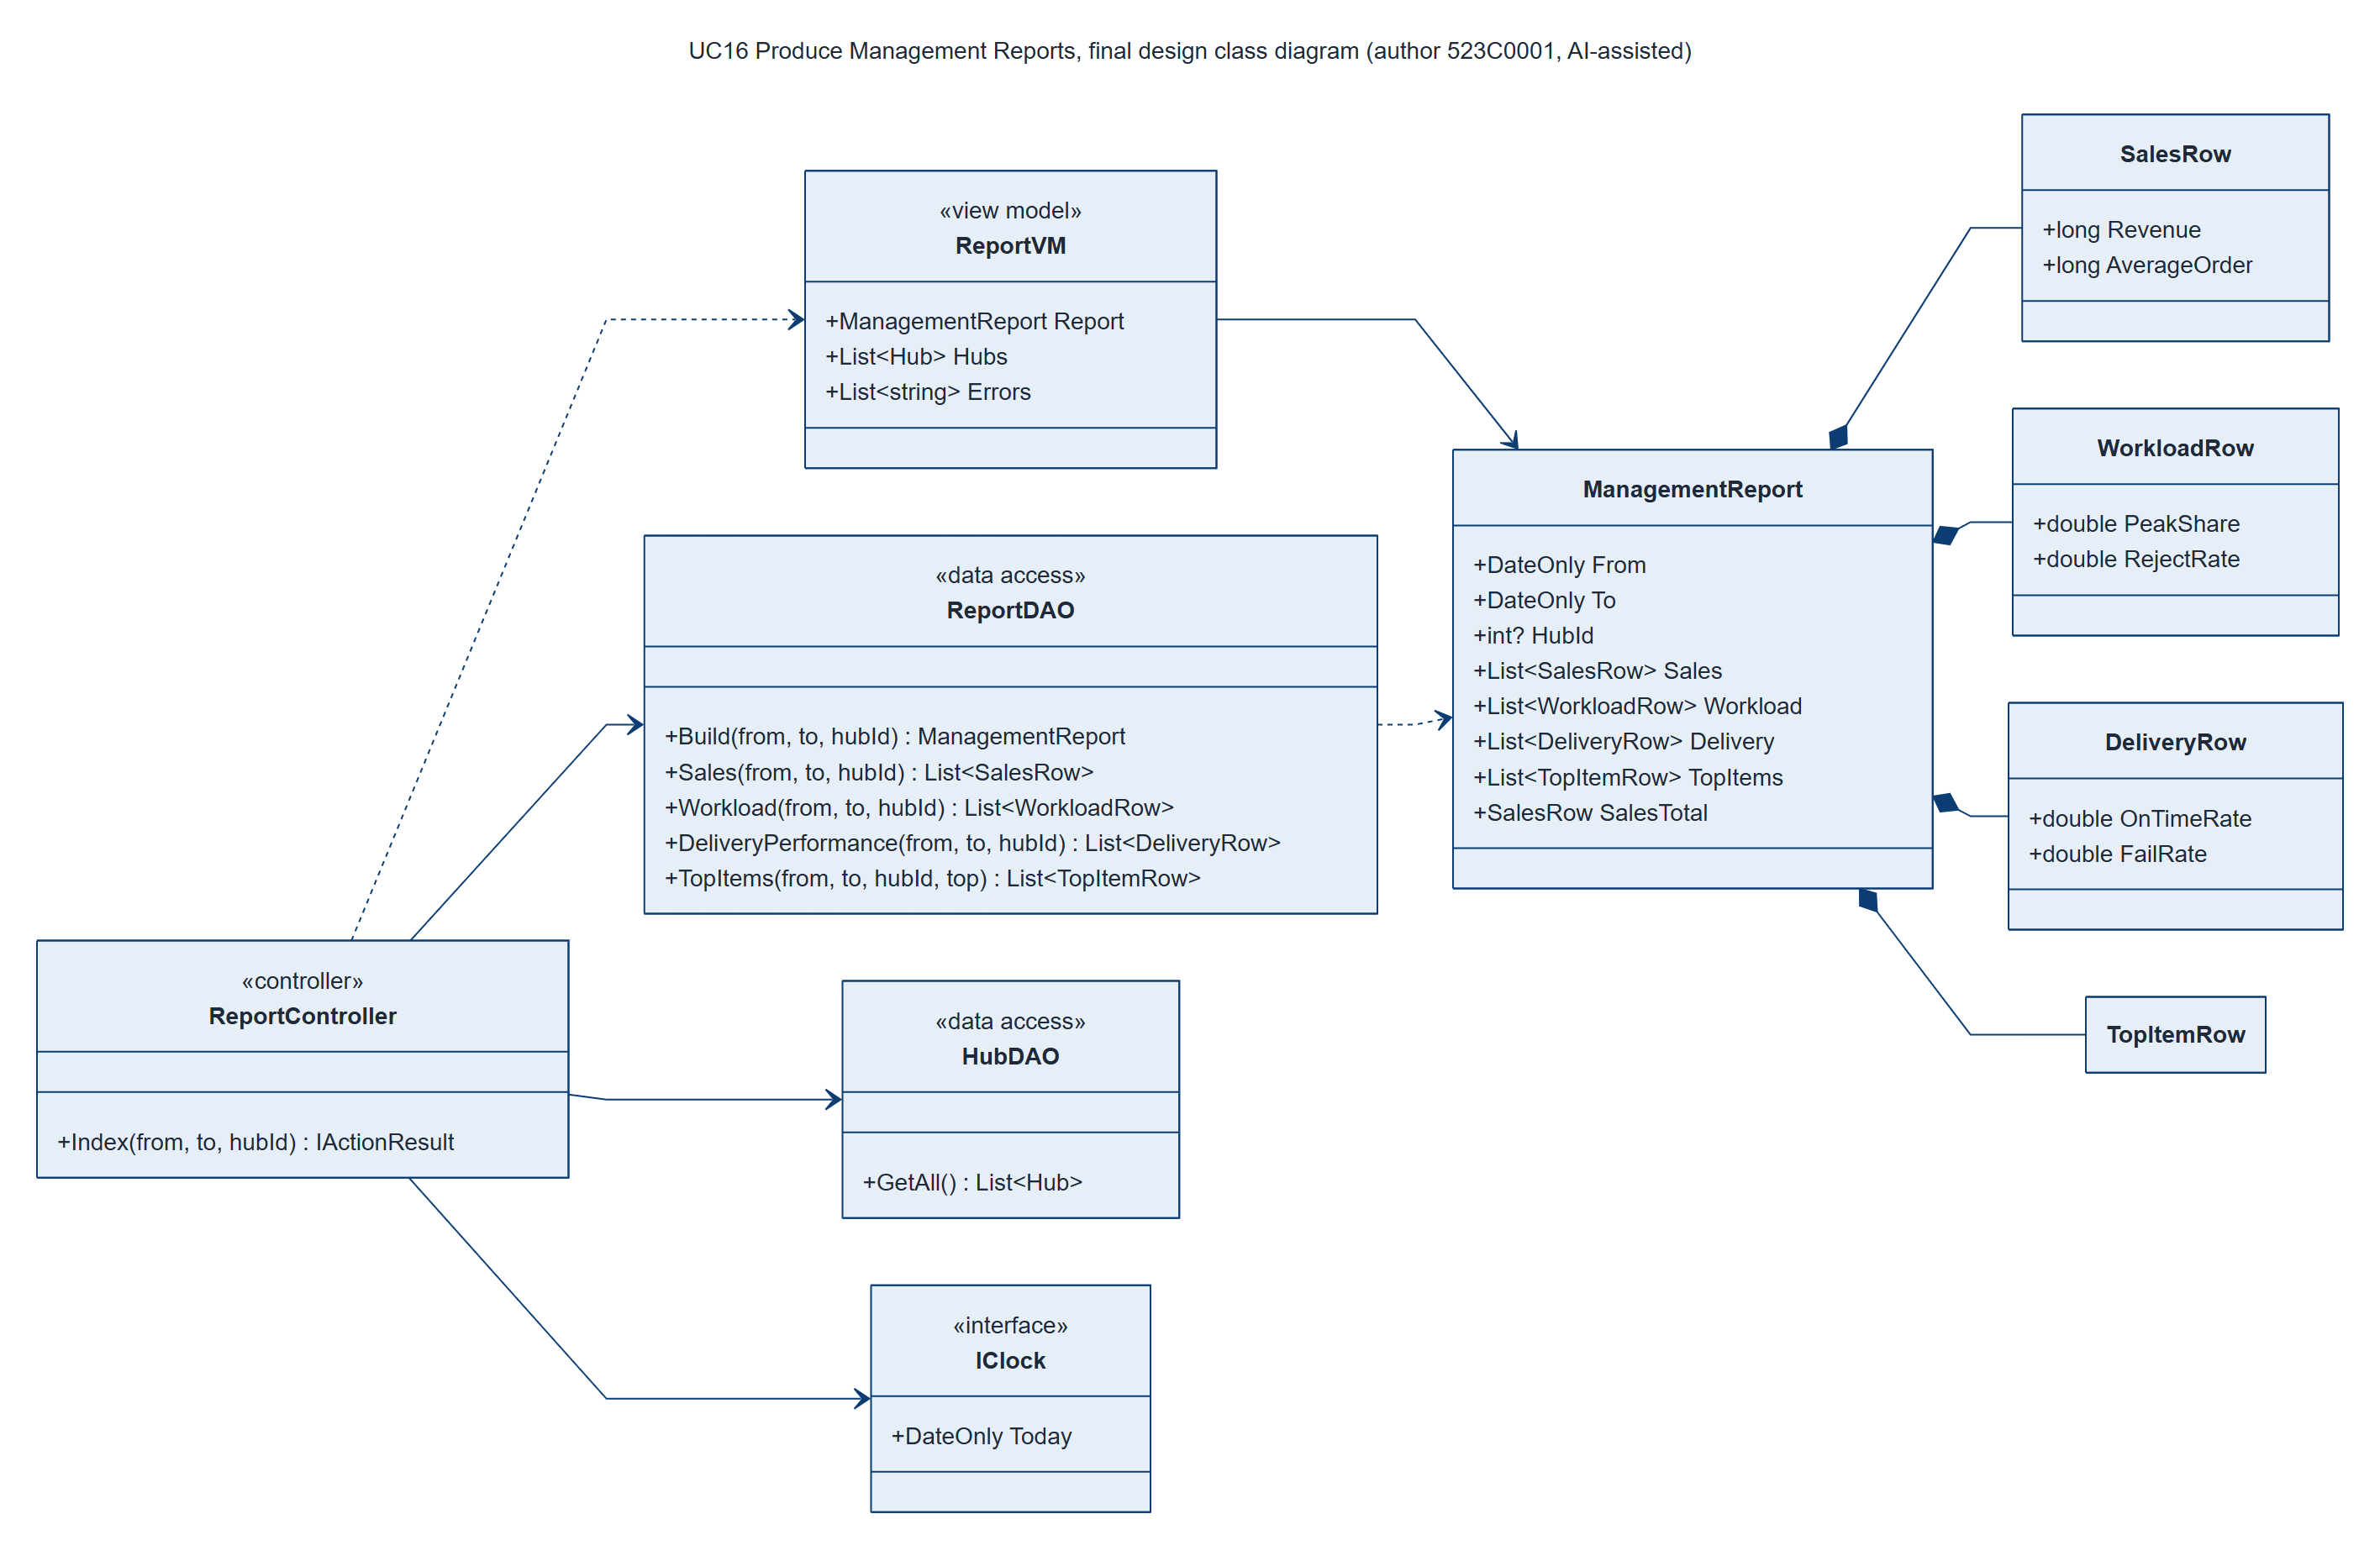 UC16 Produce Management Reports, final design class diagram (author 523C0001, AI-assisted)
«view model»
ReportVM
+ManagementReport Report
+List<Hub> Hubs
+List<string> Errors
«data access»
ReportDAO
+Build(from, to, hubId) : ManagementReport
+Sales(from, to, hubId) : List<SalesRow>
+Workload(from, to, hubId) : List<WorkloadRow>
+DeliveryPerformance(from, to, hubId) : List<DeliveryRow>
+TopItems(from, to, hubId, top) : List<TopItemRow>
«controller»
ReportController
+Index(from, to, hubId) : IActionResult
«data access»
HubDAO
+GetAll() : List<Hub>
«interface»
IClock
+DateOnly Today
ManagementReport
+DateOnly From
+DateOnly To
+int? HubId
+List<SalesRow> Sales
+List<WorkloadRow> Workload
+List<DeliveryRow> Delivery
+List<TopItemRow> TopItems
+SalesRow SalesTotal
SalesRow
+long Revenue
+long AverageOrder
WorkloadRow
+double PeakShare
+double RejectRate
DeliveryRow
+double OnTimeRate
+double FailRate
TopItemRow